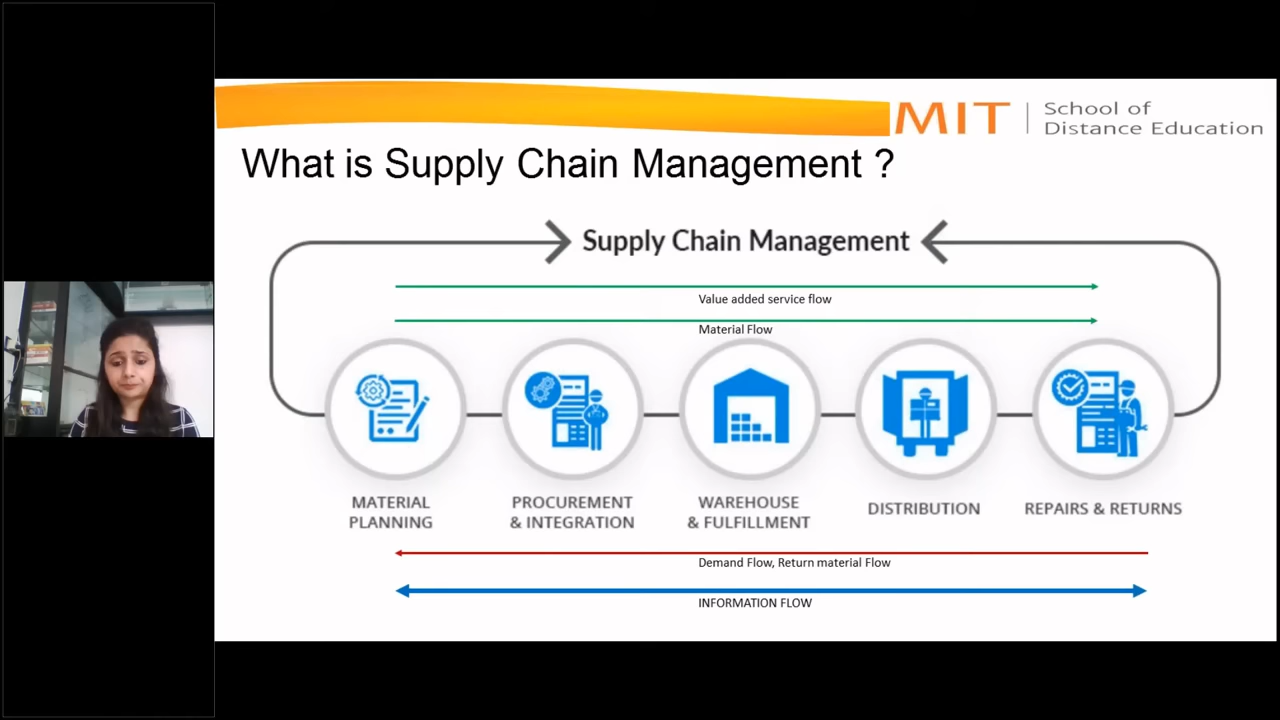 MIT
School of
Distance Education
What is Supply Chain Management ?
Supply Chain Management
Value added service flow
Material Flow
MATERIAL
PLANNING
PROCUREMENT
& INTEGRATION
WAREHOUSE
& FULFILLMENT
DISTRIBUTION
REPAIRS & RETURNS
Demand Flow, Return material Flow
INFORMATION FLOW